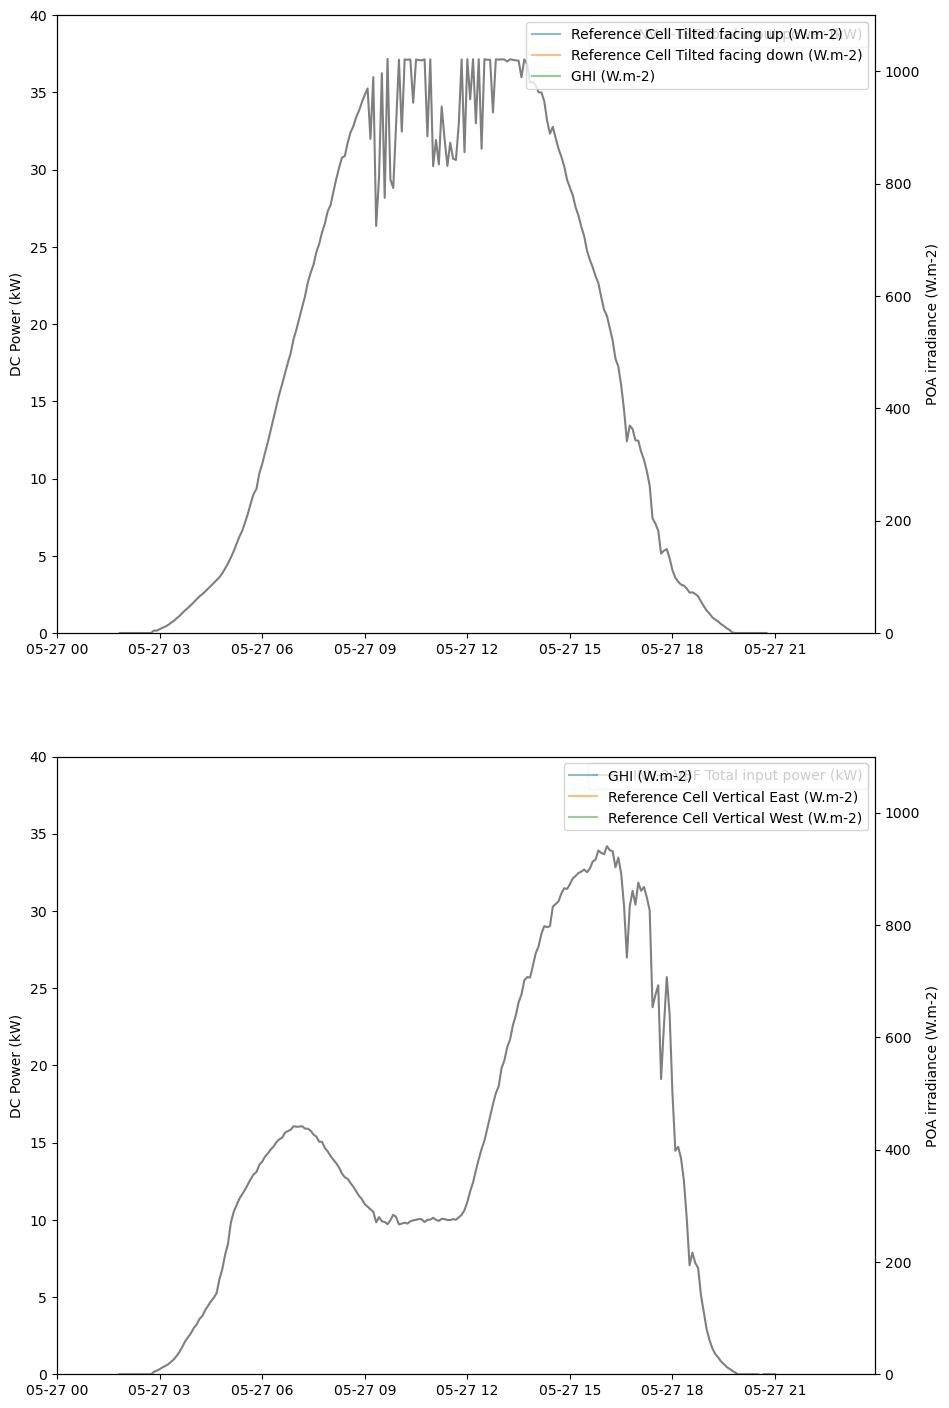 40
35
30
25
20
15
10
5
0
DC Power (kW)
Reference Cell Tilted facing up (W.m-2)
Reference Cell Tilted facing down (W.m-2)
GHI (W.m-2)
1000
800
600
400
200
0
POA irradiance (W.m-2)
05-27 00 05-27 03 05-27 06 05-27 09 05-27 12 05-27 15 05-27 18 05-27 21
40
35
30
25
20
15
10
5
0
DC Power (kW)
Total input power (kW)
GHI (W.m-2)
Reference Cell Vertical East (W.m-2)
Reference Cell Vertical West (W.m-2)
1000
800
600
400
200
0
POA irradiance (W.m-2)
05-27 00 05-27 03 05-27 06 05-27 09 05-27 12 05-27 15 05-27 18 05-27 21